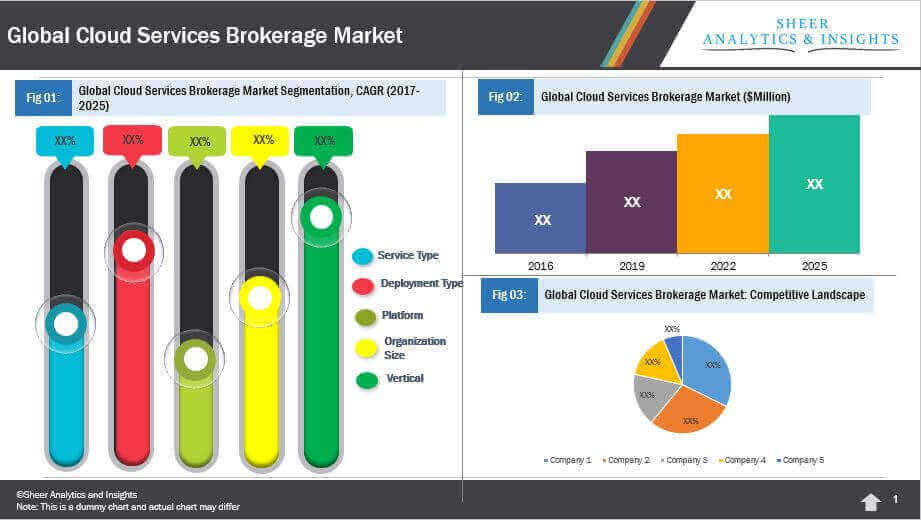 Global Cloud Services Brokerage Market
SHEER
ANALYTICS & INSIGHTS
Fig 01:
Global Cloud Services Brokerage Market Segmentation, CAGR (2017-
2025)
XX%
XX%
XX%
XX%
XX%
Service Type
Deployment Type
Platform
Organization
Size
Vertical
Fig 02:
Global Cloud Services Brokerage Market ($Million)
XX
XX
XX
XX
2016
2019
2022
2025
Fig 03:
Global Cloud Services Brokerage Market: Competitive Landscape
XX%
XX%
XX%
XX%
XX%
Company 1
Company 2
Company 3
Company 4
Company 5
©Sheer Analytics and Insights
Note: This is a dummy chart and actual chart may differ
1